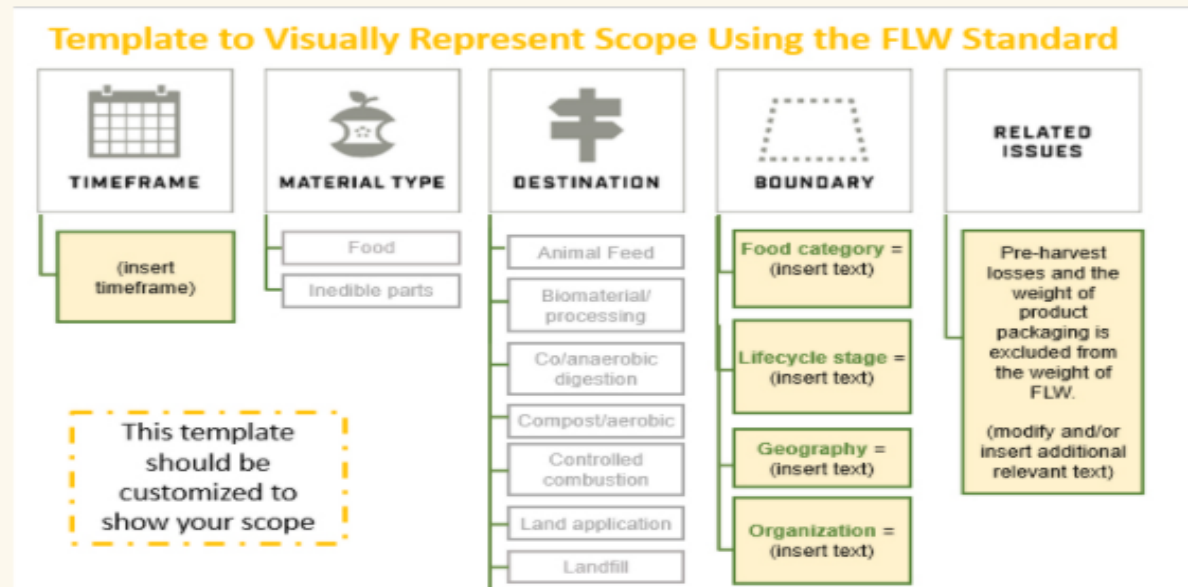 Template to Visually Represent Scope Using the FLW Standard
TIMEFRAME
MATERIAL TYPE
DESTINATION
BOUNDARY
RELATED
ISSUES
(insert
timeframe)
Food
Inedible parts
Animal Feed
Biomaterial/
processing
Co/anaerobic
digestion
Compost/aerobic
Controlled
combustion
Land application
Landfill
Food category =
(insert text)
Lifecycle stage =
(insert text)
Geography =
(insert text)
Organization =
(insert text)
Pre-harvest
losses and the
weight of
product
packaging is
excluded from
the weight of
FLW.
(modify and/or
insert additional
relevant text)
This template
should be
customized to
show your scope